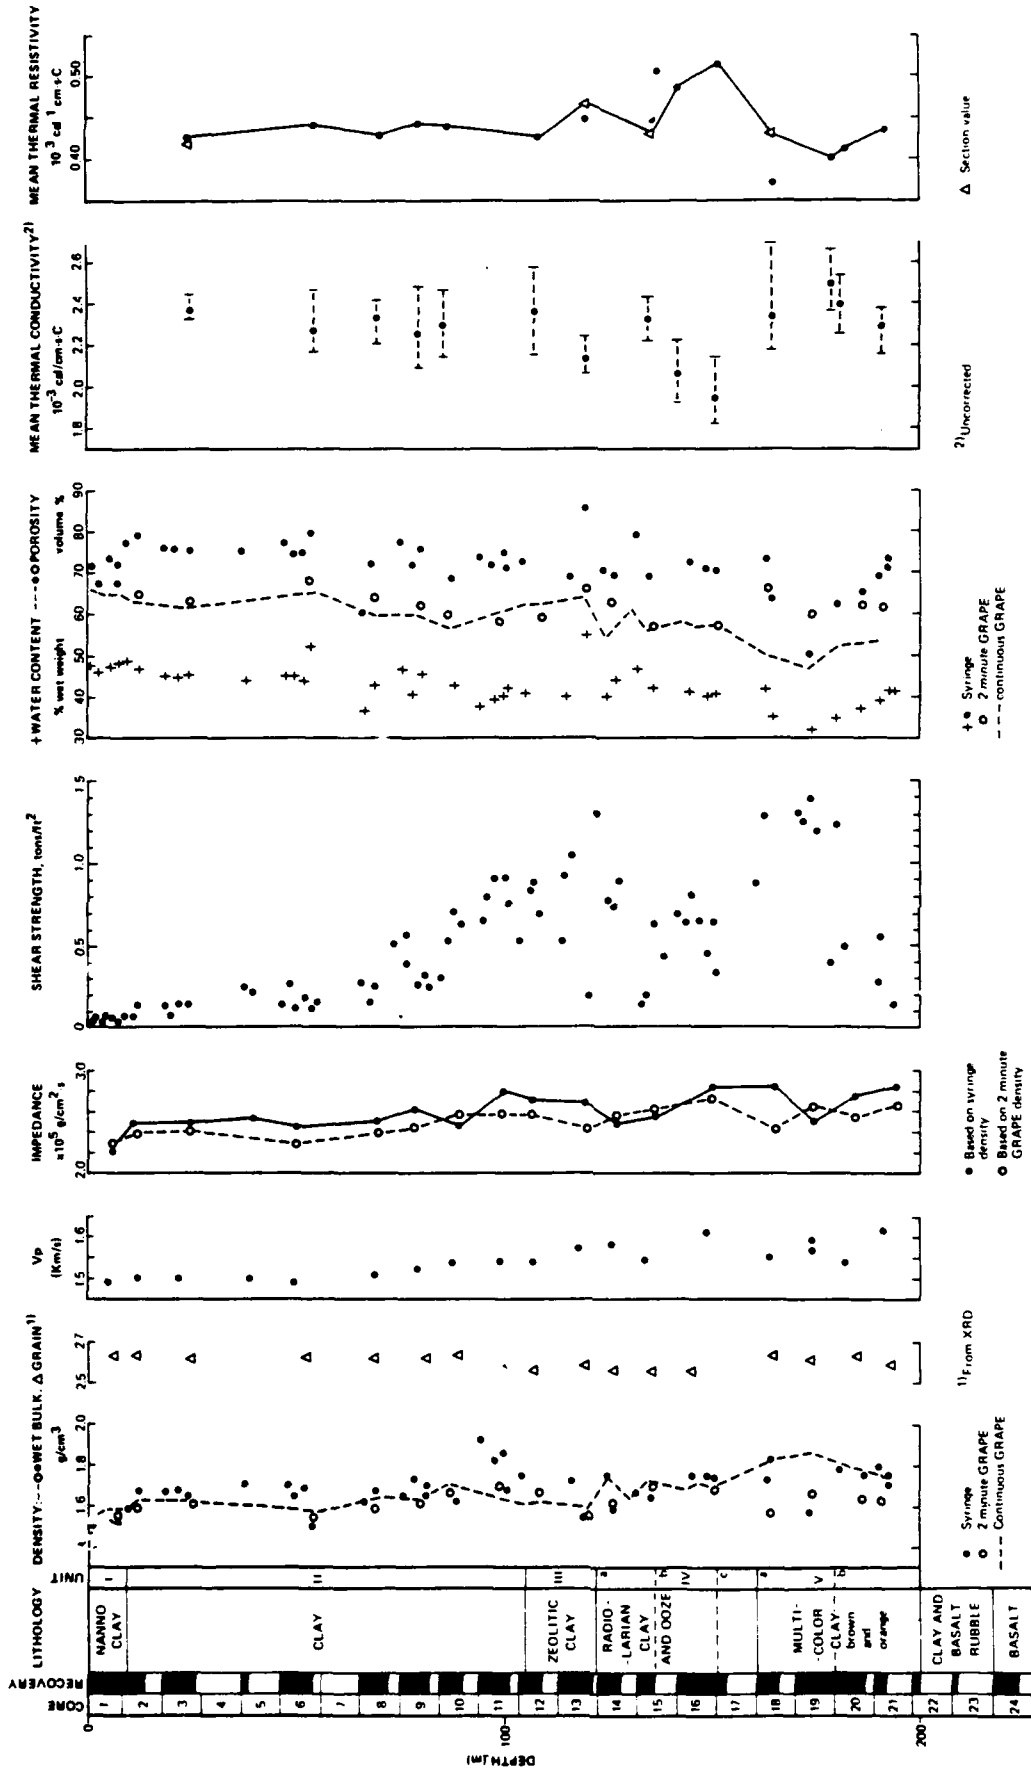 DEPTH (m)
0
100
200
CORE
1
2
3
4
5
6
7
8
9
10
11
12
13
14
15
16
17
18
19
20
21
22
23
24
RECOVERY
LITHOLOGY
NANNO
CLAY
CLAY
ZEOLITIC
CLAY
RADIO-
-LARIAN
CLAY
AND OOZE
MULTI-
-COLOR
CLAY-
brown
and
orange
CLAY AND
BASALT
RUBBLE
BASALT
UNIT
I
II
III
a
b
IV
c
a
V
b
DENSITY: --○●WET BULK, △GRAIN¹⁾
g/cm³
1.6
1.8
2.0
2.5
2.7
● Syringe
○ 2 minute GRAPE
--- Continuous GRAPE
¹⁾From XRD
Vp
(Km/s)
1.5
1.6
IMPEDANCE
x10⁵ g/cm²·s
2.0
3.0
● Based on syringe
density
○ Based on 2 minute
GRAPE density
SHEAR STRENGTH, tons/ft²
0
0.5
1.0
1.5
+WATER CONTENT ---●○POROSITY
% wet weight
volume %
30
40
50
60
70
80
90
+● Syringe
○ 2 minute GRAPE
--- continuous GRAPE
MEAN THERMAL CONDUCTIVITY²⁾
10⁻³ cal/cm·s·C
1.8
2.0
2.2
2.4
2.6
²⁾Uncorrected
MEAN THERMAL RESISTIVITY
10³ cal⁻¹ cm·s·C
0.40
0.50
△ Section value